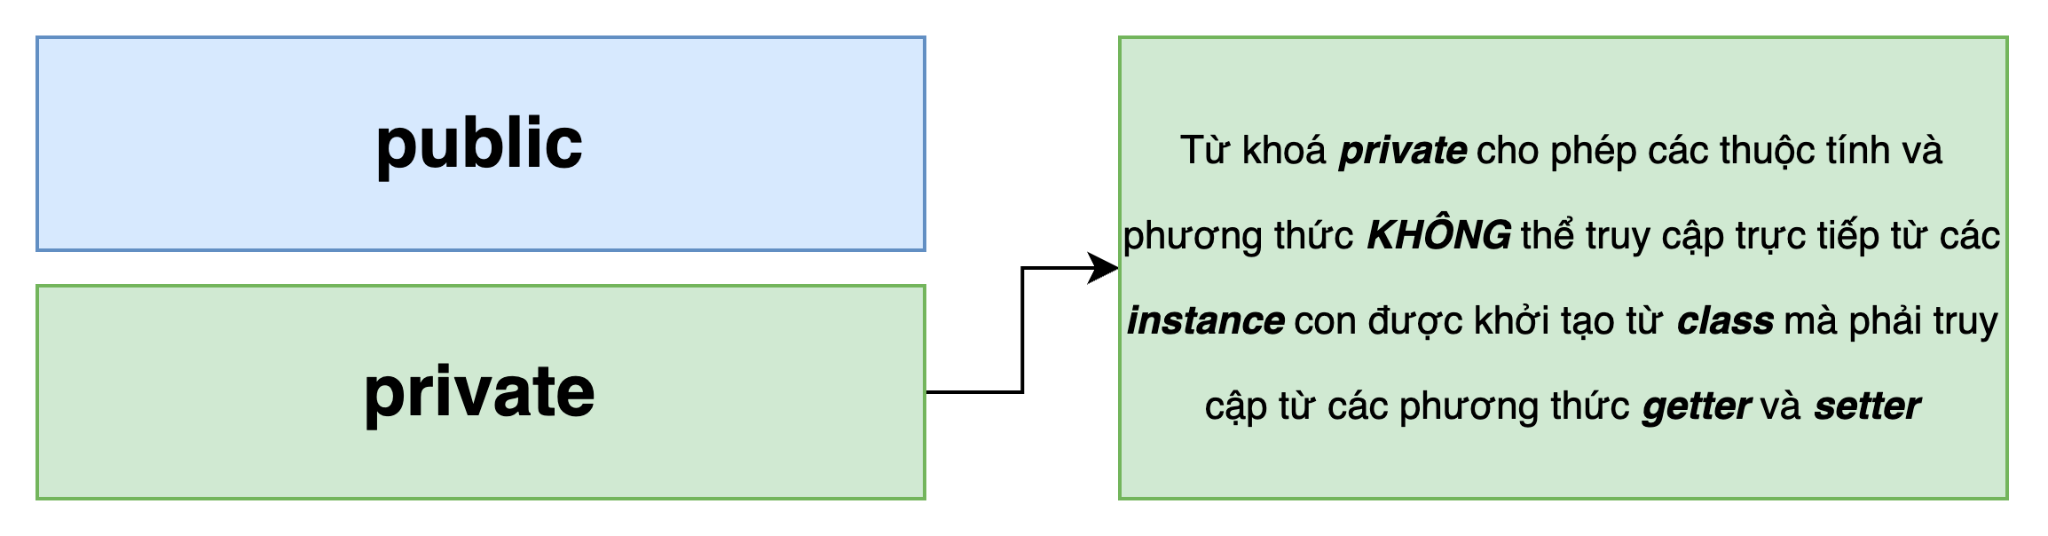 public
private
Từ khoá private cho phép các thuộc tính và
phương thức KHÔNG thể truy cập trực tiếp từ các
instance con được khởi tạo từ class mà phải truy
cập từ các phương thức getter và setter